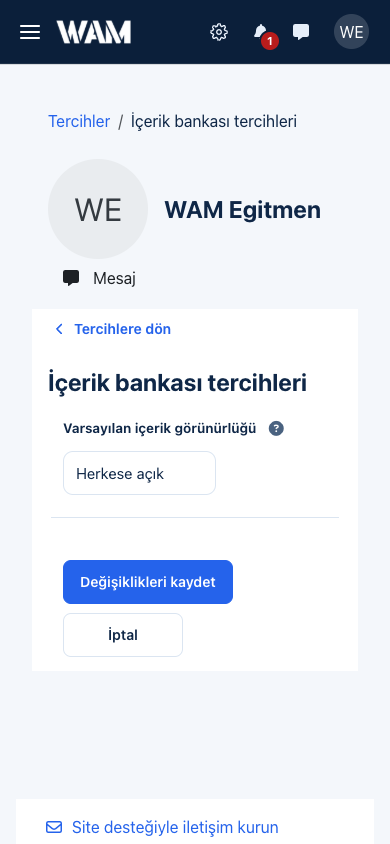 WAM
1
WE
Tercihler / İçerik bankası tercihleri
WE
WAM Egitmen
Mesaj
Tercihlere dön
İçerik bankası tercihleri
Varsayılan içerik görünürlüğü ?
Herkese açık
Değişiklikleri kaydet
İptal
Site desteğiyle iletişim kurun